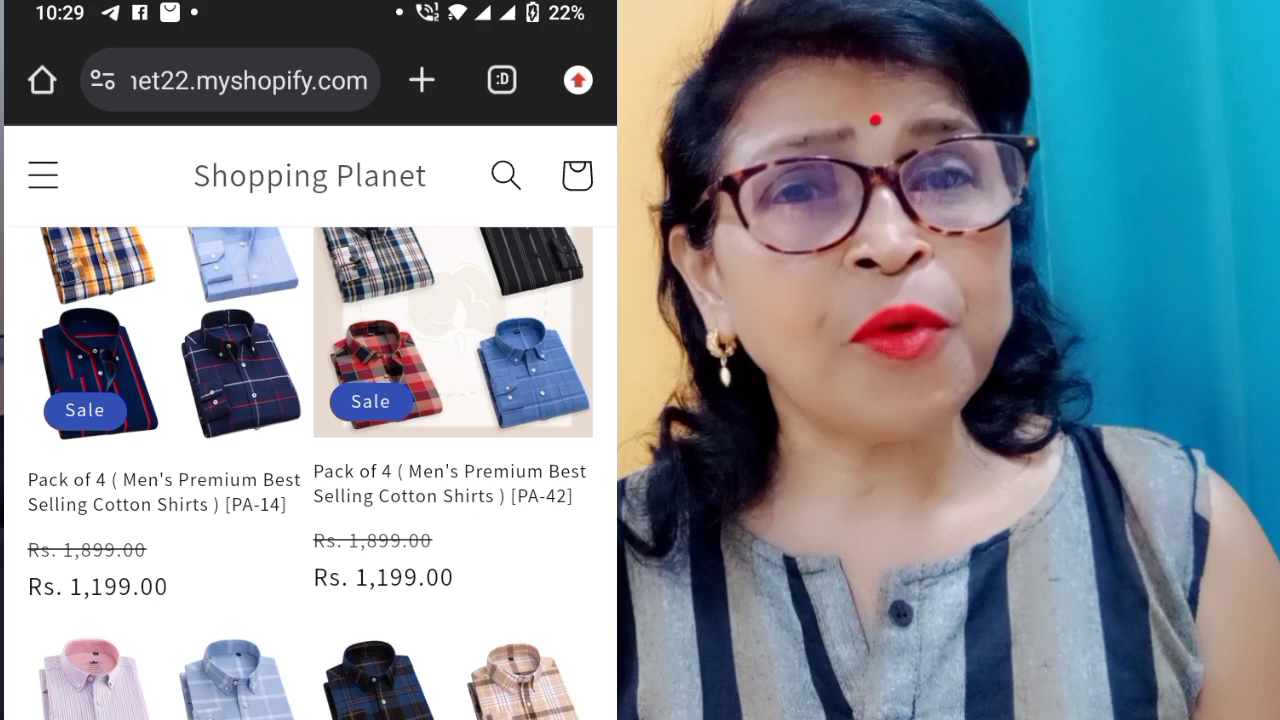 10:29
22%
net22.myshopify.com
:D
Shopping Planet
Sale
Sale
Pack of 4 ( Men's Premium Best
Selling Cotton Shirts ) [PA-14]
Rs. 1,899.00
Rs. 1,199.00
Pack of 4 ( Men's Premium Best
Selling Cotton Shirts ) [PA-42]
Rs. 1,899.00
Rs. 1,199.00